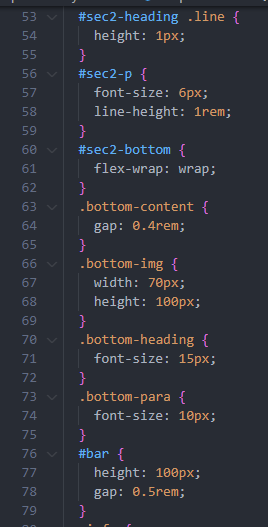 53 #sec2-heading .line {
54 height: 1px;
55 }
56 #sec2-p {
57 font-size: 6px;
58 line-height: 1rem;
59 }
60 #sec2-bottom {
61 flex-wrap: wrap;
62 }
63 .bottom-content {
64 gap: 0.4rem;
65 }
66 .bottom-img {
67 width: 70px;
68 height: 100px;
69 }
70 .bottom-heading {
71 font-size: 15px;
72 }
73 .bottom-para {
74 font-size: 10px;
75 }
76 #bar {
77 height: 100px;
78 gap: 0.5rem;
79 }